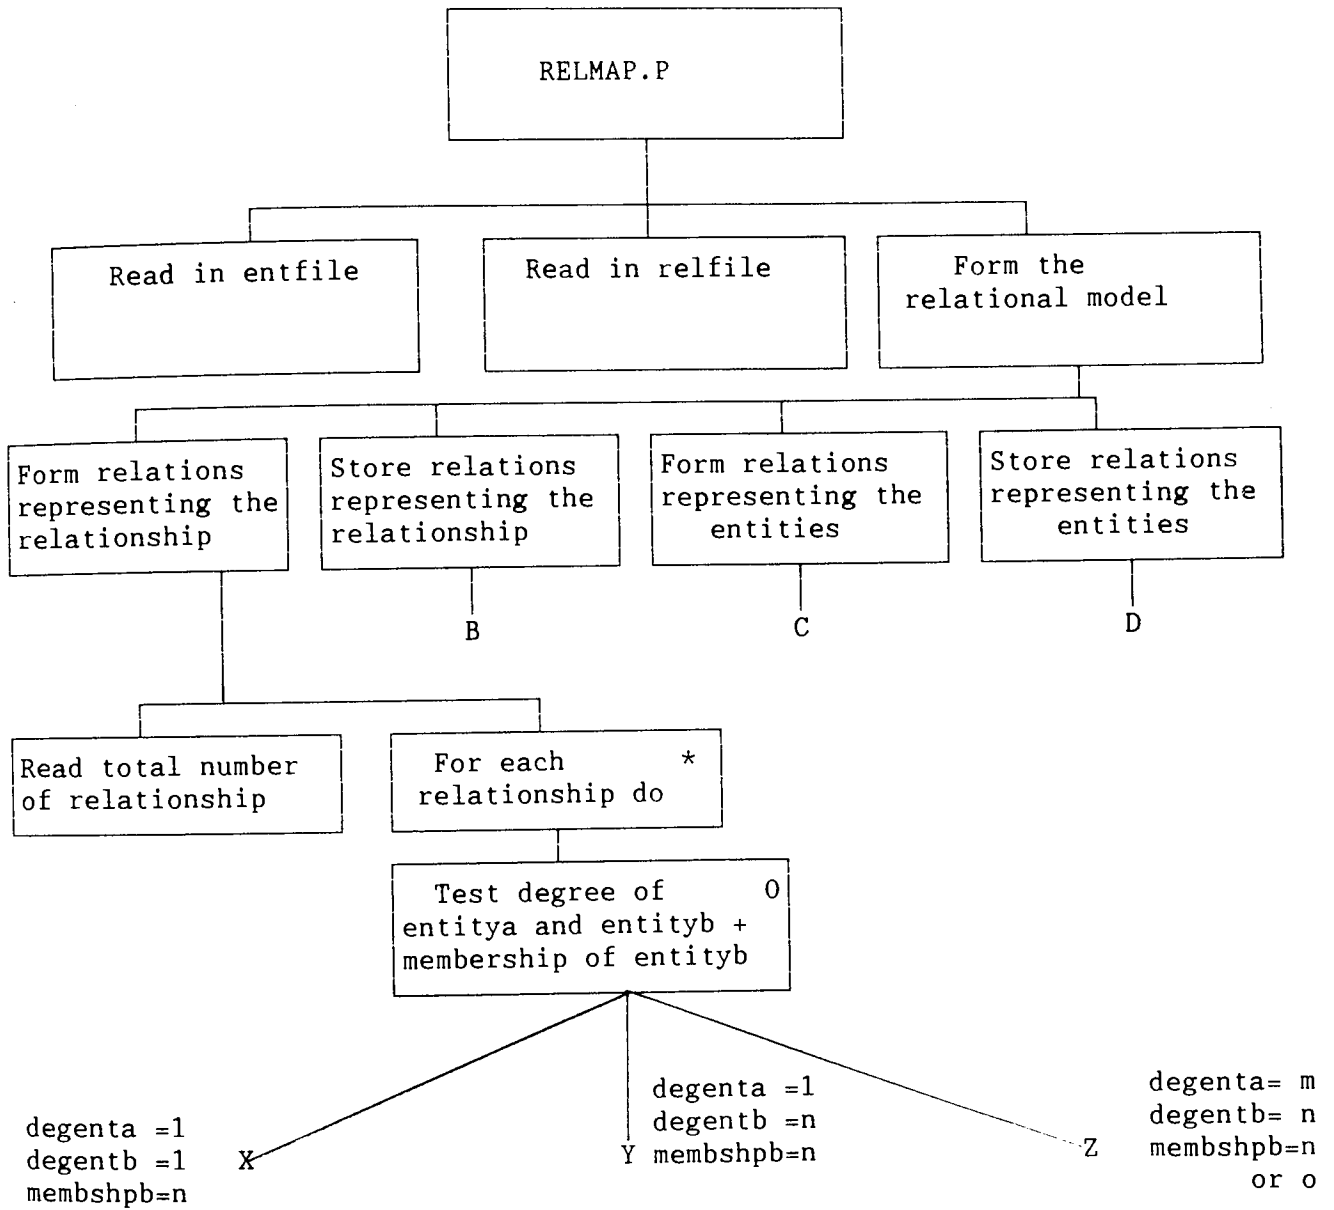 RELMAP.P
Read in entfile
Read in relfile
Form the
relational model
Form relations
representing the
relationship
Store relations
representing the
relationship
Form relations
representing the
entities
Store relations
representing the
entities
B
C
D
Read total number
of relationship
For each *
relationship do
Test degree of O
entitya and entityb +
membership of entityb
degenta =1
degentb =1
membshpb=n
X
degenta =1
degentb =n
Y membshpb=n
Z
degenta= m
degentb= n
membshpb=n
or o